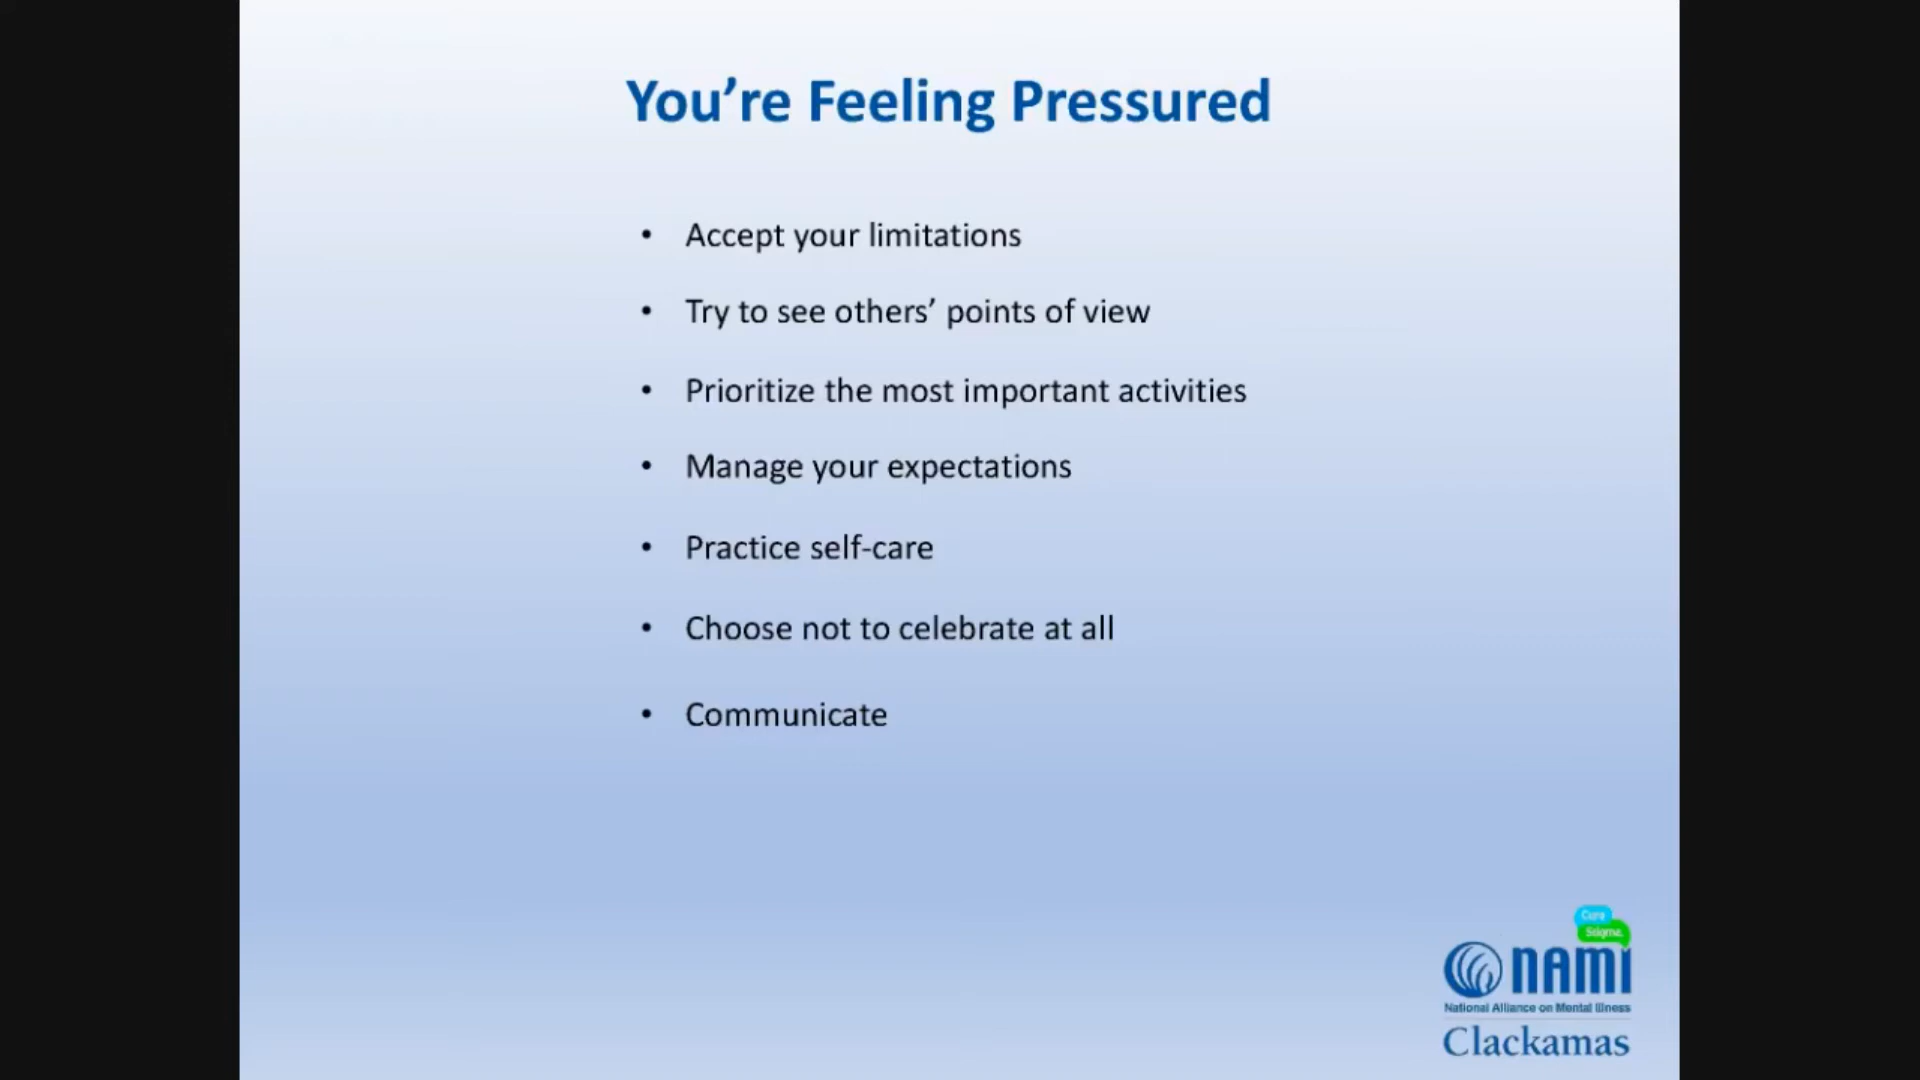 You’re Feeling Pressured
• Accept your limitations
• Try to see others’ points of view
• Prioritize the most important activities
• Manage your expectations
• Practice self-care
• Choose not to celebrate at all
• Communicate
Cure
Stigma.
NAMI
National Alliance on Mental Illness
Clackamas